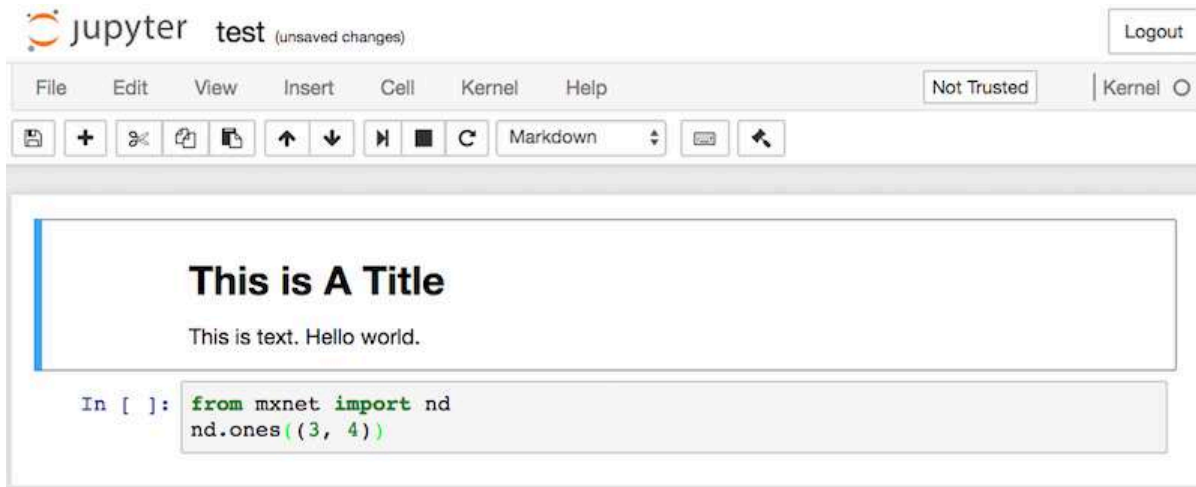 jupyter test (unsaved changes) Logout
File Edit View Insert Cell Kernel Help Not Trusted Kernel
Markdown
This is A Title
This is text. Hello world.
In [ ]: from mxnet import nd
nd.ones((3, 4))